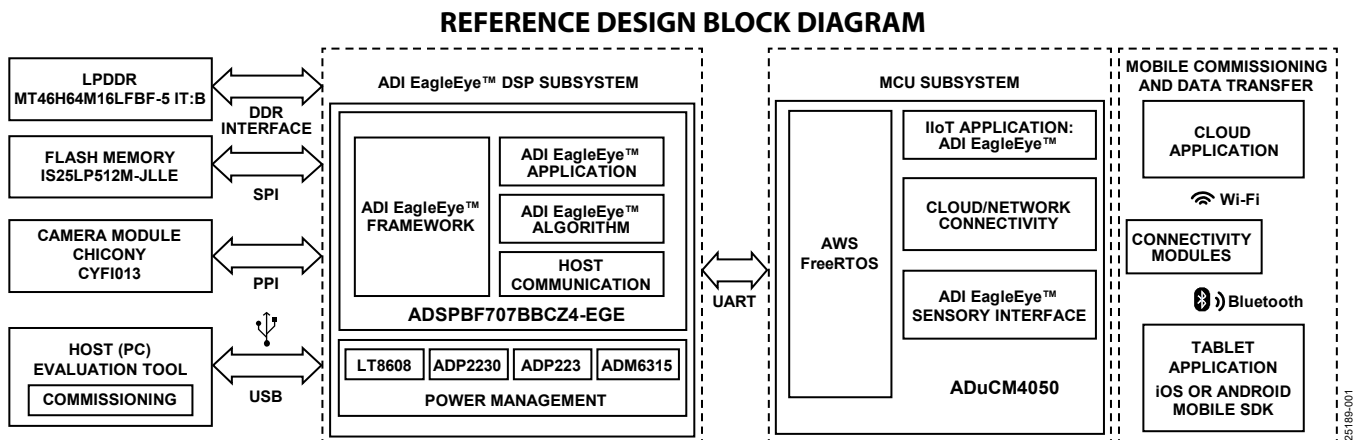 REFERENCE DESIGN BLOCK DIAGRAM
LPDDR
MT46H64M16LFBF-5 IT:B
DDR
INTERFACE
FLASH MEMORY
IS25LP512M-JLLE
SPI
CAMERA MODULE
CHICONY
CYFI013
PPI
HOST (PC)
EVALUATION TOOL
COMMISSIONING
USB
ADI EagleEye™ DSP SUBSYSTEM
ADI EagleEye™
FRAMEWORK
ADI EagleEye™
APPLICATION
ADI EagleEye™
ALGORITHM
HOST
COMMUNICATION
ADSPBF707BBCZ4-EGE
LT8608
ADP2230
ADP223
ADM6315
POWER MANAGEMENT
UART
MCU SUBSYSTEM
AWS
FreeRTOS
IIoT APPLICATION:
ADI EagleEye™
CLOUD/NETWORK
CONNECTIVITY
ADI EagleEye™
SENSORY INTERFACE
ADuCM4050
MOBILE COMMISSIONING
AND DATA TRANSFER
CLOUD
APPLICATION
Wi-Fi
CONNECTIVITY
MODULES
Bluetooth
TABLET
APPLICATION
iOS OR ANDROID
MOBILE SDK
25189-001